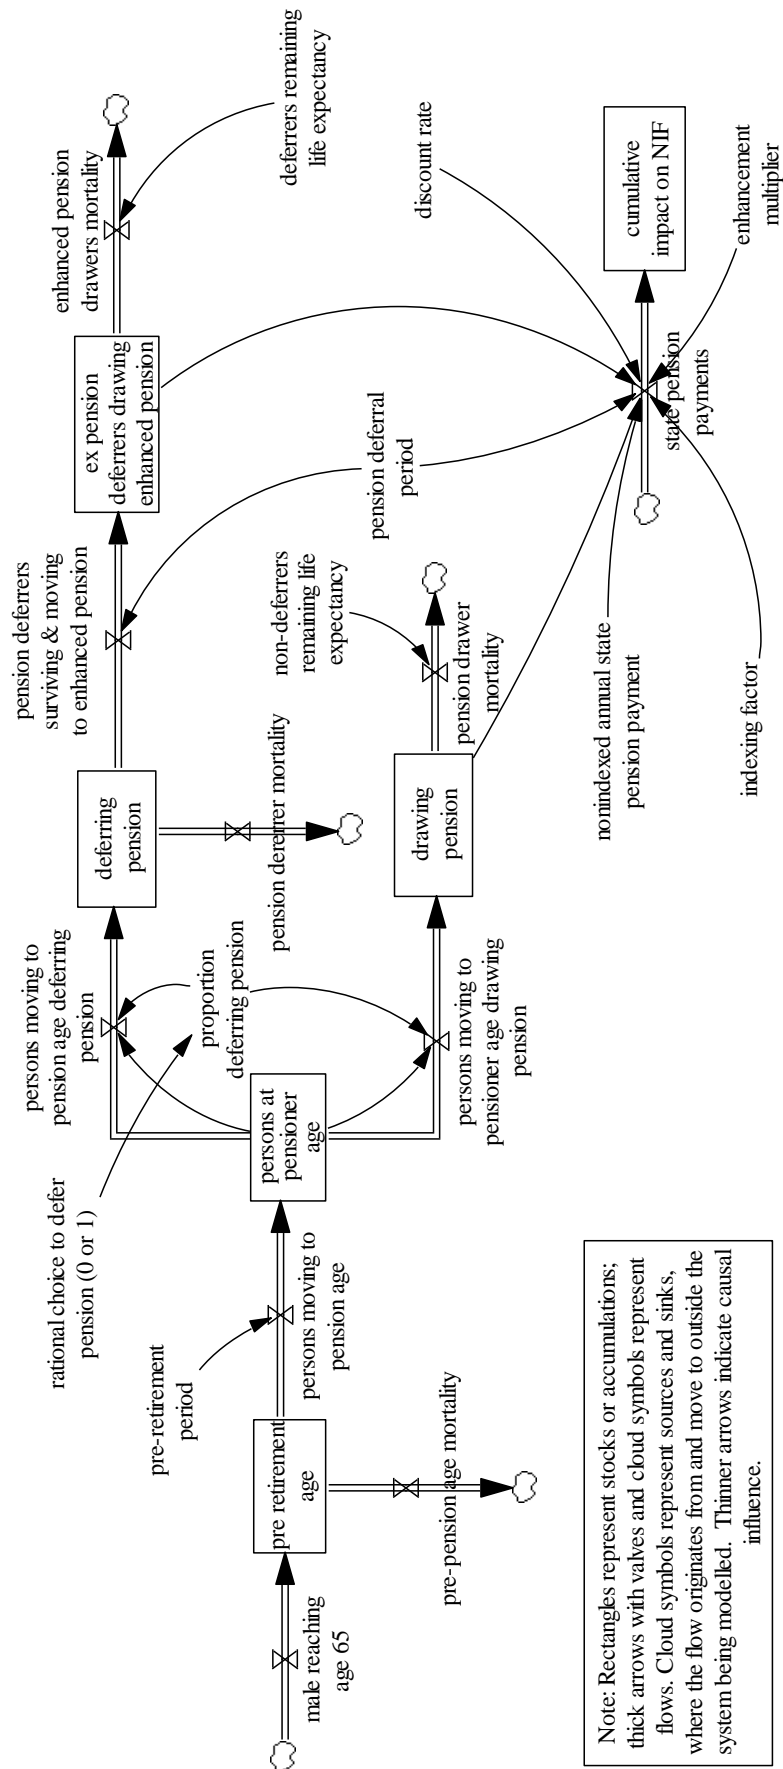 male reaching
age 65
pre retirement
age
pre-pension age mortality
pre-retirement
period
persons moving to
pension age
rational choice to defer
pension (0 or 1)
persons at
pensioner
age
persons moving to
pension age deferring
pension
proportion
deferring pension
persons moving to
pensioner age drawing
pension
deferring
pension
pension dererrer mortality
drawing
pension
pension deferrers
surviving & moving
to enhanced pension
non-deferrers
remaining life
expectancy
pension drawer
mortality
pension deferral
period
ex pension
deferrers drawing
enhanced pension
enhanced pension
drawers mortality
deferrers remaining
life expectancy
discount rate
nonindexed annual state
pension payment
indexing factor
state pension
payments
cumulative
impact on NIF
enhancement
multiplier
Note: Rectangles represent stocks or accumulations;
thick arrows with valves and cloud symbols represent
flows. Cloud symbols represent sources and sinks,
where the flow originates from and move to outside the
system being modelled. Thinner arrows indicate causal
influence.